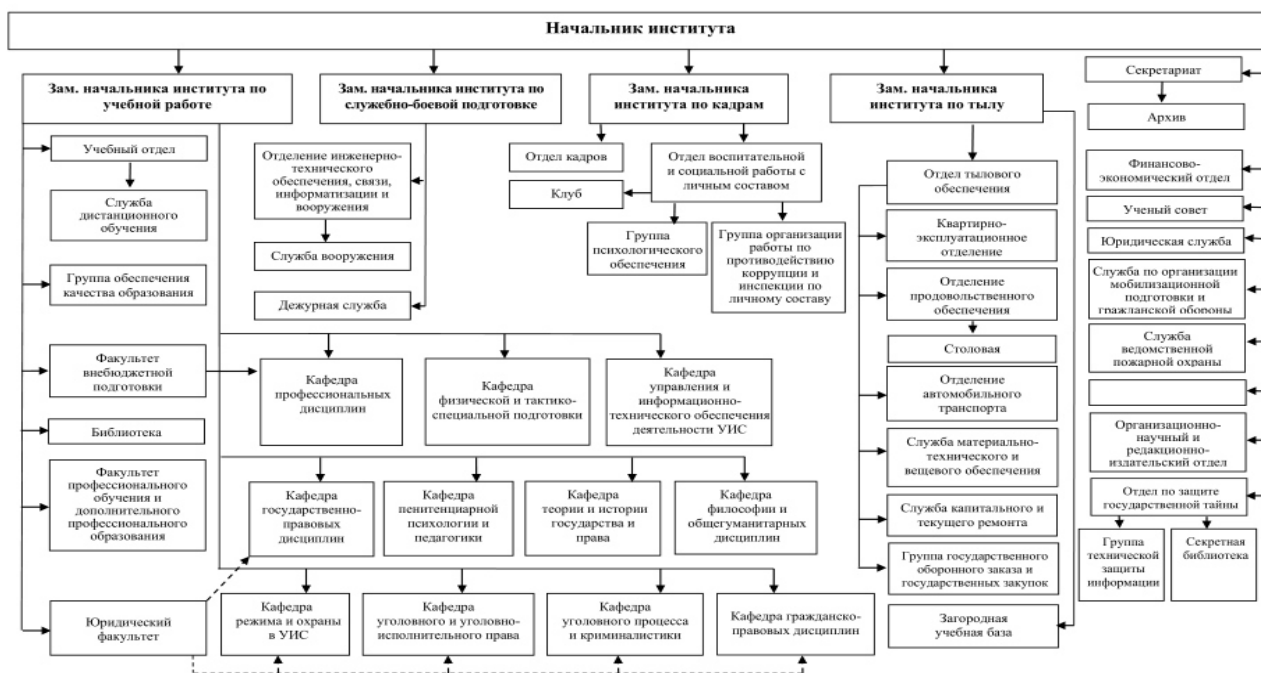 Начальник института
Зам. начальника института по
учебной работе
Зам. начальника института по
служебно-боевой подготовке
Зам. начальника
института по кадрам
Зам. начальника
института по тылу
Секретариат
Архив
Учебный отдел
Служба
дистанционного
обучения
Группа обеспечения
качества образования
Факультет
внебюджетной
подготовки
Библиотека
Факультет
профессионального
обучения и
дополнительного
профессионального
образования
Юридический
факультет
Отделение инженерно-
технического
обеспечения, связи,
информатизации и
вооружения
Служба вооружения
Дежурная служба
Отдел кадров
Отдел воспитательной
и социальной работы с
личным составом
Клуб
Группа
психологического
обеспечения
Группа организации
работы по
противодействию
коррупции и
инспекции по
личному составу
Кафедра
профессиональных
дисциплин
Кафедра
физической и тактико-
специальной подготовки
Кафедра
управления и
информационно-
технического обеспечения
деятельности УИС
Кафедра
государственно-
правовых
дисциплин
Кафедра
пенитенциарной
психологии и
педагогики
Кафедра
теории и истории
государства и
права
Кафедра
философии и
общегуманитарных
дисциплин
Кафедра
режима и охраны
в УИС
Кафедра
уголовного и уголовно-
исполнительного права
Кафедра
уголовного процесса
и криминалистики
Кафедра гражданско-
правовых дисциплин
Отдел тылового
обеспечения
Квартирно-
эксплуатационное
отделение
Отделение
продовольственного
обеспечения
Столовая
Отделение
автомобильного
транспорта
Служба материально-
технического и
вещевого обеспечения
Служба капитального и
текущего ремонта
Группа государственного
оборонного заказа и
государственных закупок
Загородная
учебная база
Финансово-
экономический отдел
Ученый совет
Юридическая служба
Служба по организации
мобилизационной
подготовки и
гражданской обороны
Служба
ведомственной
пожарной охраны
Организационно-
научный и
редакционно-
издательский отдел
Отдел по защите
государственной тайны
Группа
технической
защиты
информации
Секретная
библиотека